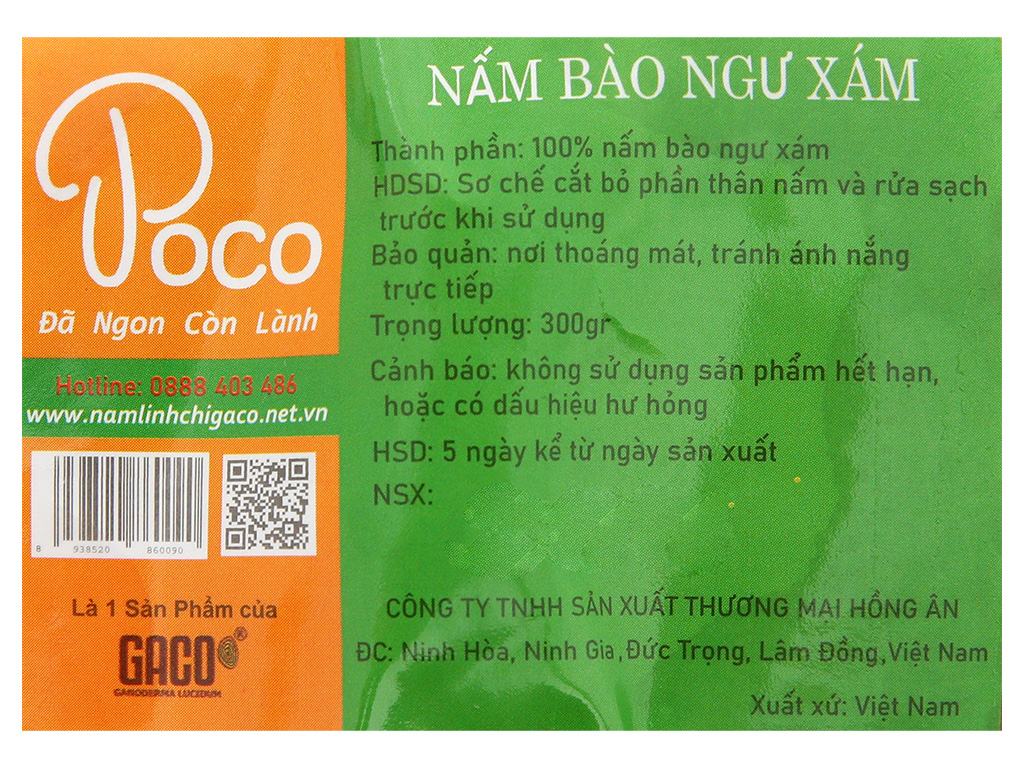 Poco
Đã Ngon Còn Lành
Hotline: 0888 403 486
www.namlinhchigaco.net.vn
8 938520 860090
Là 1 Sản Phẩm của
GACO®
GANODERMA LUCIDUM
NẤM BÀO NGƯ XÁM
Thành phần: 100% nấm bào ngư xám
HDSD: Sơ chế cắt bỏ phần thân nấm và rửa sạch
trước khi sử dụng
Bảo quản: nơi thoáng mát, tránh ánh nắng
trực tiếp
Trọng lượng: 300gr
Cảnh báo: không sử dụng sản phẩm hết hạn,
hoặc có dấu hiệu hư hỏng
HSD: 5 ngày kể từ ngày sản xuất
NSX:
CÔNG TY TNHH SẢN XUẤT THƯƠNG MẠI HỒNG ÂN
ĐC: Ninh Hòa, Ninh Gia,Đức Trọng, Lâm Đồng,Việt Nam
Xuất xứ: Việt Nam